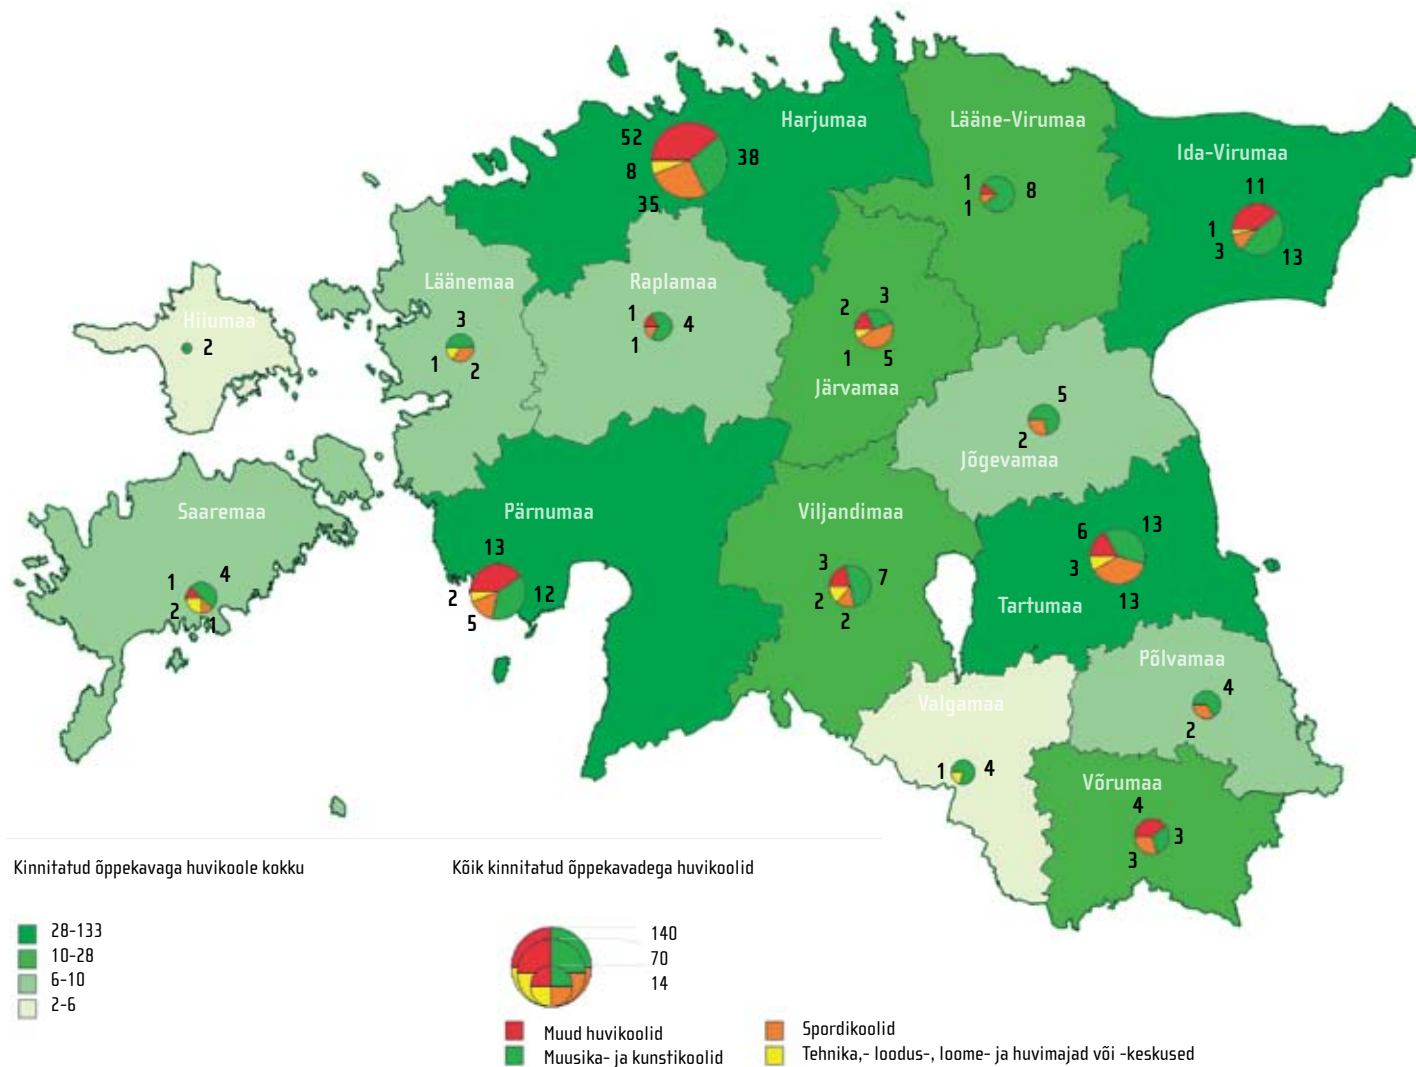 Harjumaa
52
38
8
35
Lääne-Virumaa
1
8
1
Ida-Virumaa
11
1
3
13
Hiiumaa
2
Läänemaa
3
1
2
Raplamaa
1
4
1
2
3
1
5
Järvamaa
5
2
Jõgevamaa
Saaremaa
1
4
2
1
Pärnumaa
13
2
12
5
Viljandimaa
3
7
2
2
6
13
3
13
Tartumaa
Põlvamaa
4
2
Valgamaa
1
4
Võrumaa
4
3
3
Kinnitatud õppekavaga huvikoole kokku
28-133
10-28
6-10
2-6
Kõik kinnitatud õppekavadega huvikoolid
140
70
14
Muud huvikoolid
Muusika- ja kunstikoolid
Spordikoolid
Tehnika,- loodus-, loome- ja huvimajad või -keskused